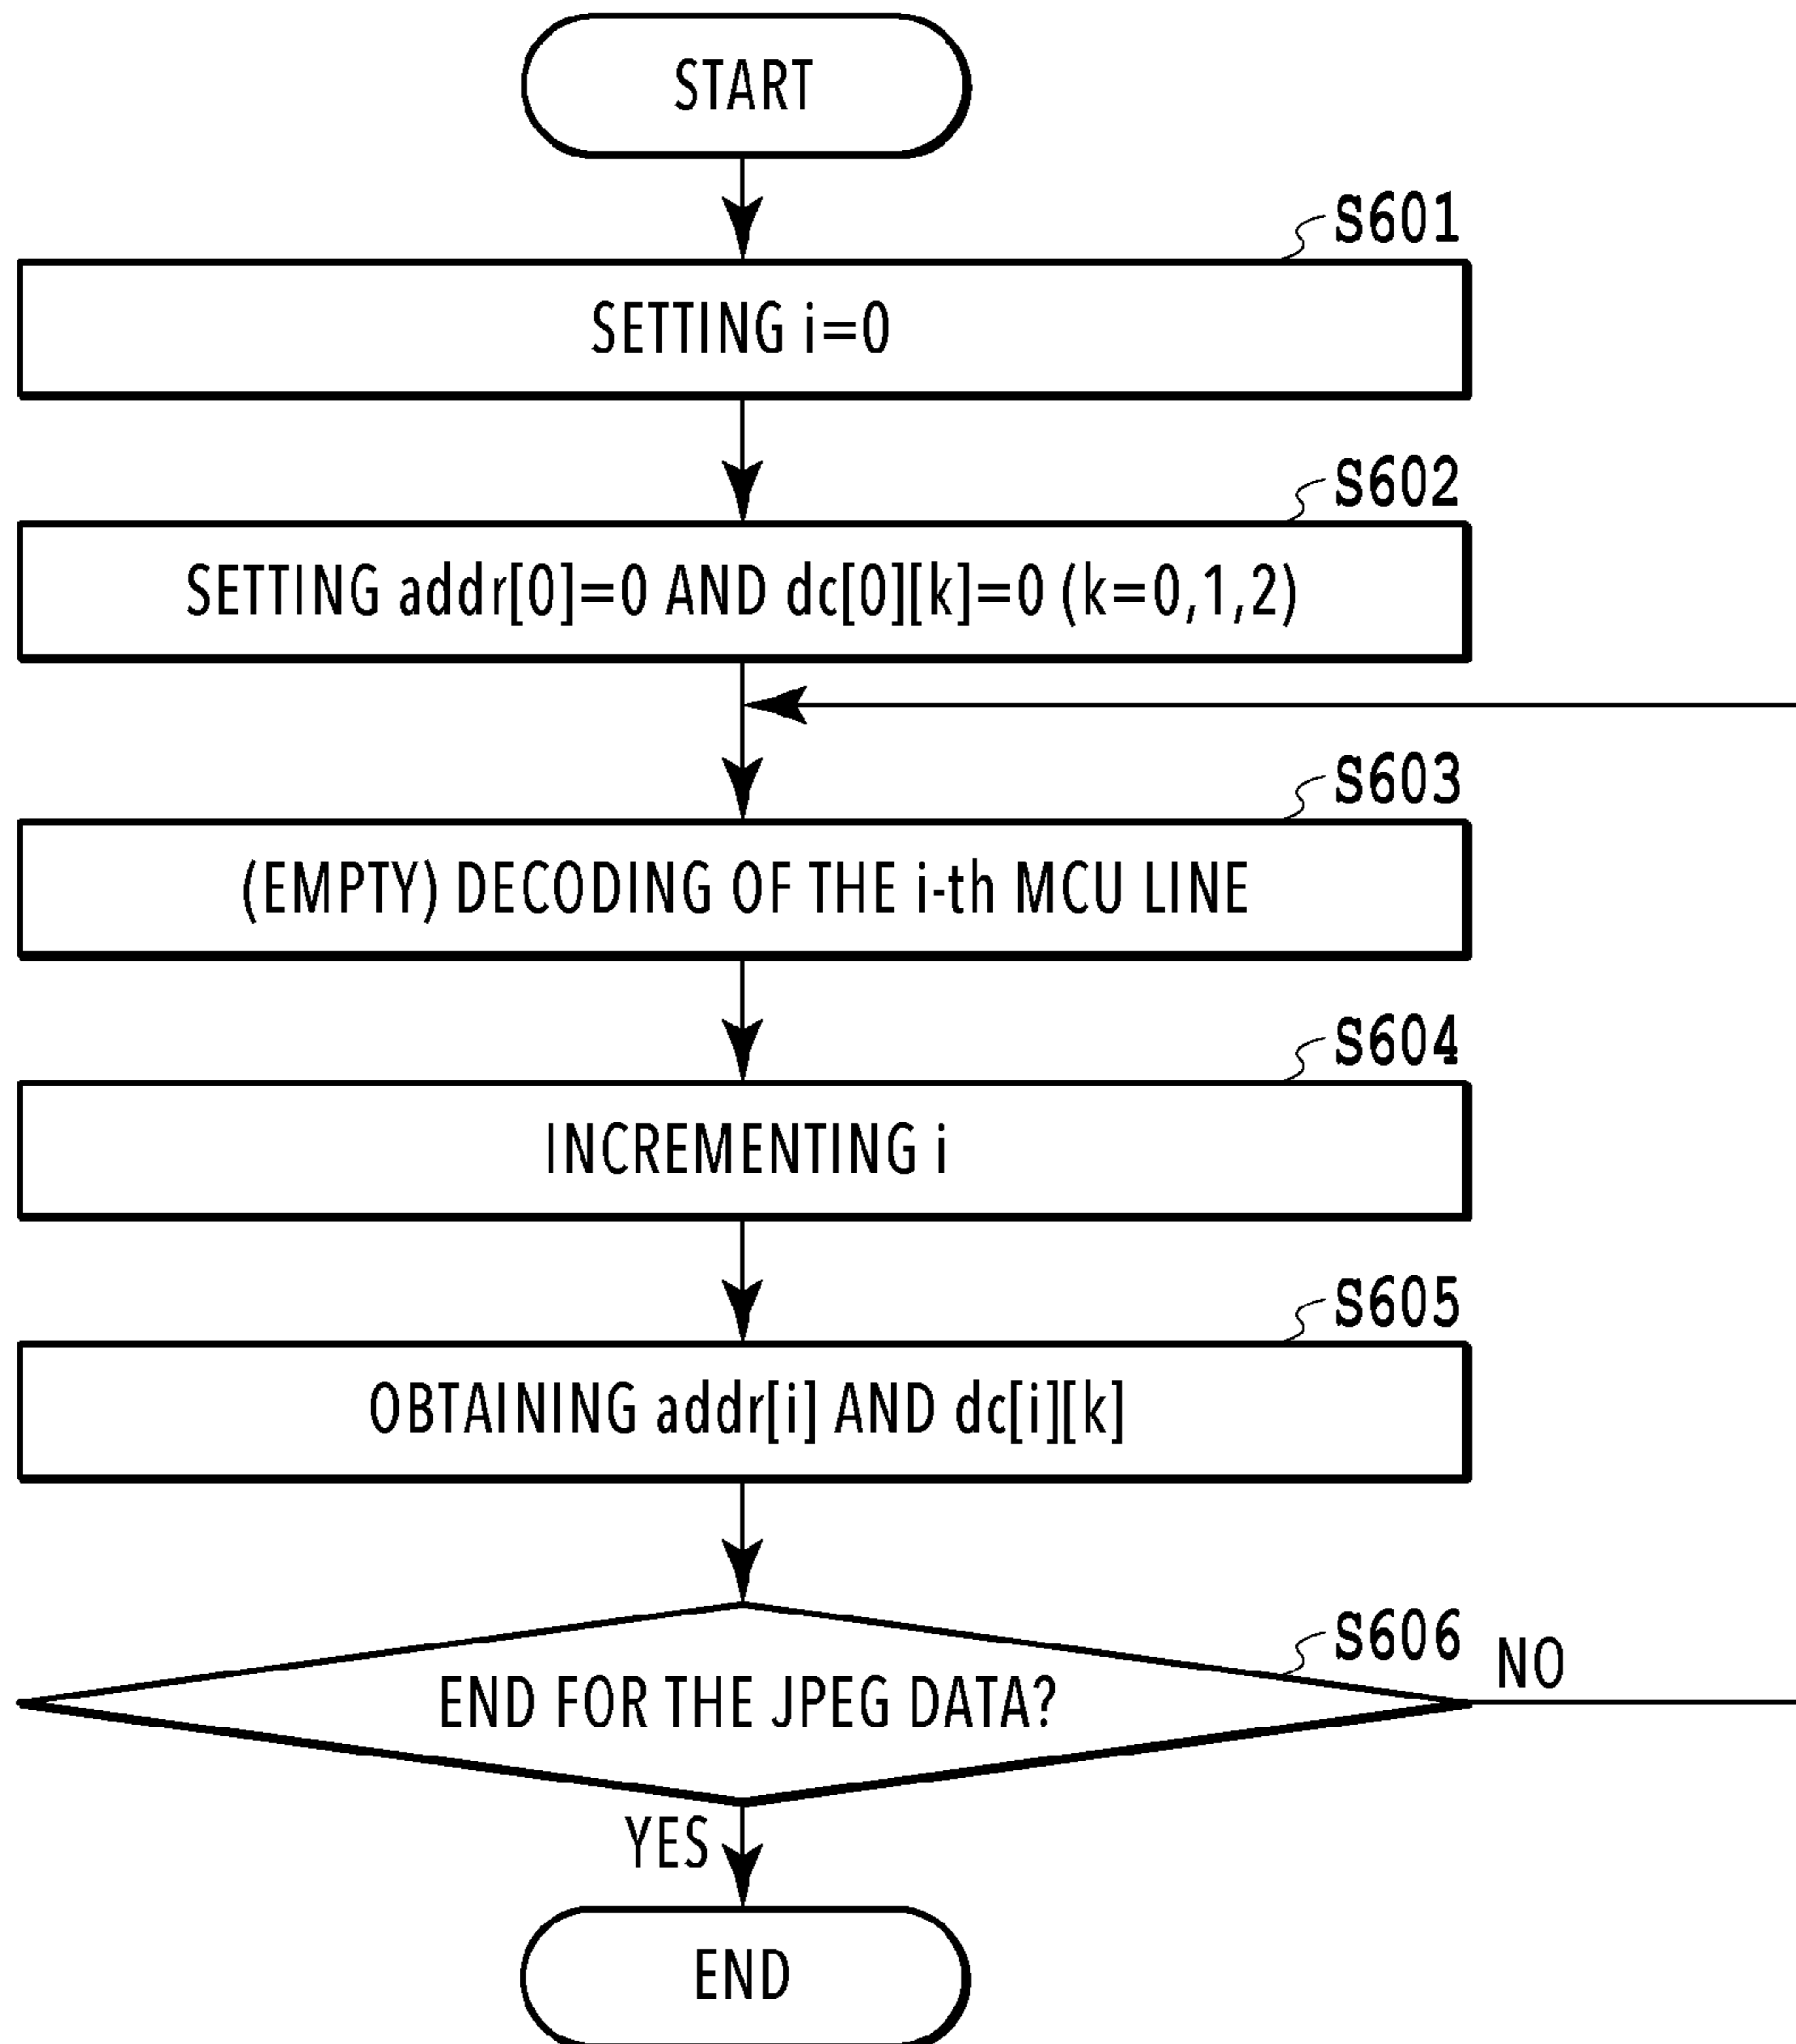 START
S601
SETTING i=0
S602
SETTING addr[0]=0 AND dc[0][k]=0 (k=0,1,2)
S603
(EMPTY) DECODING OF THE i-th MCU LINE
S604
INCREMENTING i
S605
OBTAINING addr[i] AND dc[i][k]
S606
NO
END FOR THE JPEG DATA?
YES
END